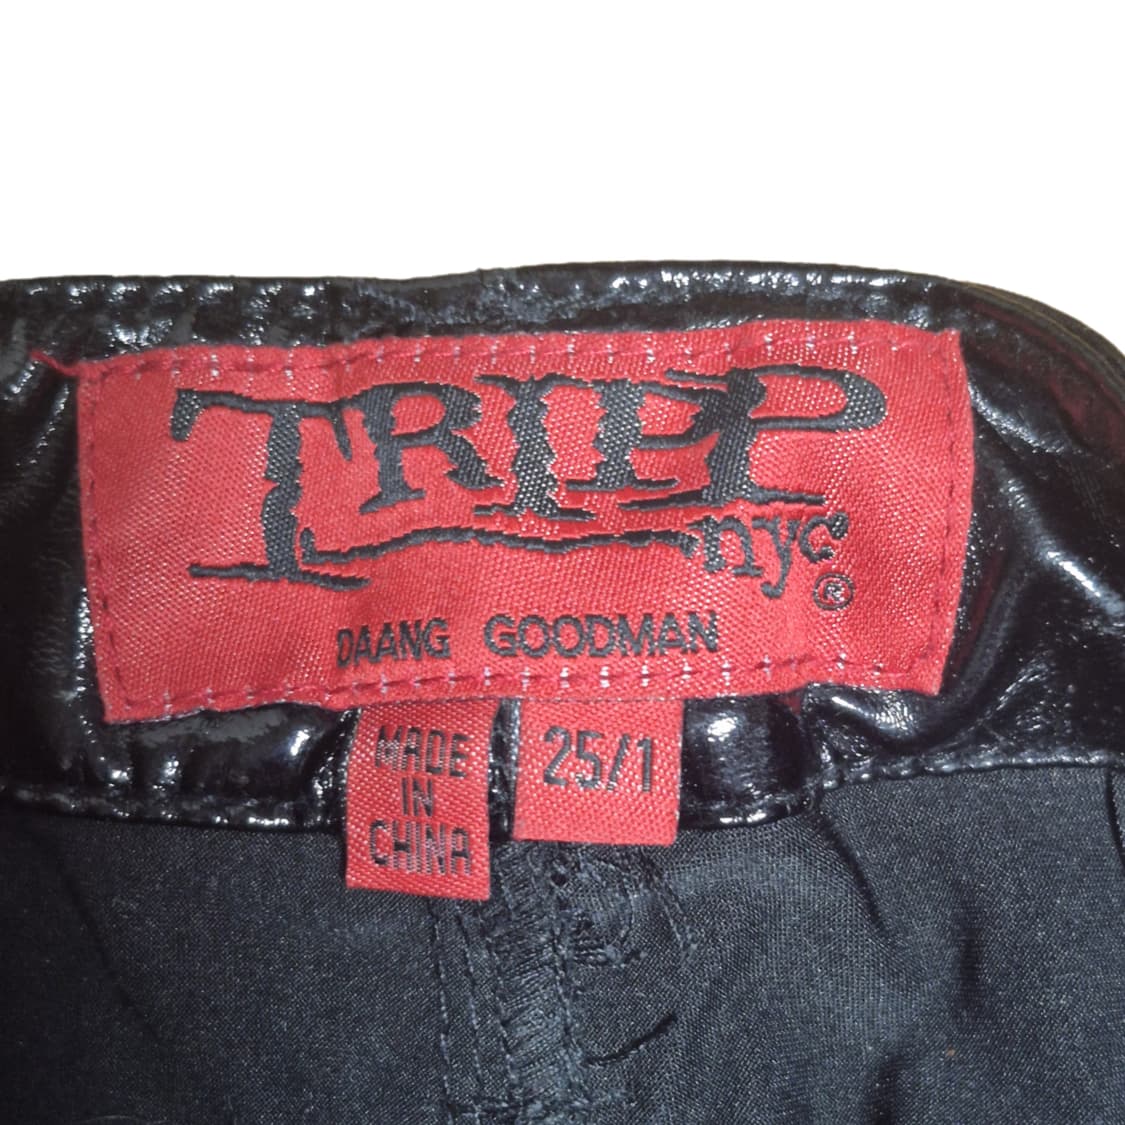 TRIPP
nyc
®
DAANG GOODMAN
MADE
IN
CHINA
25/1